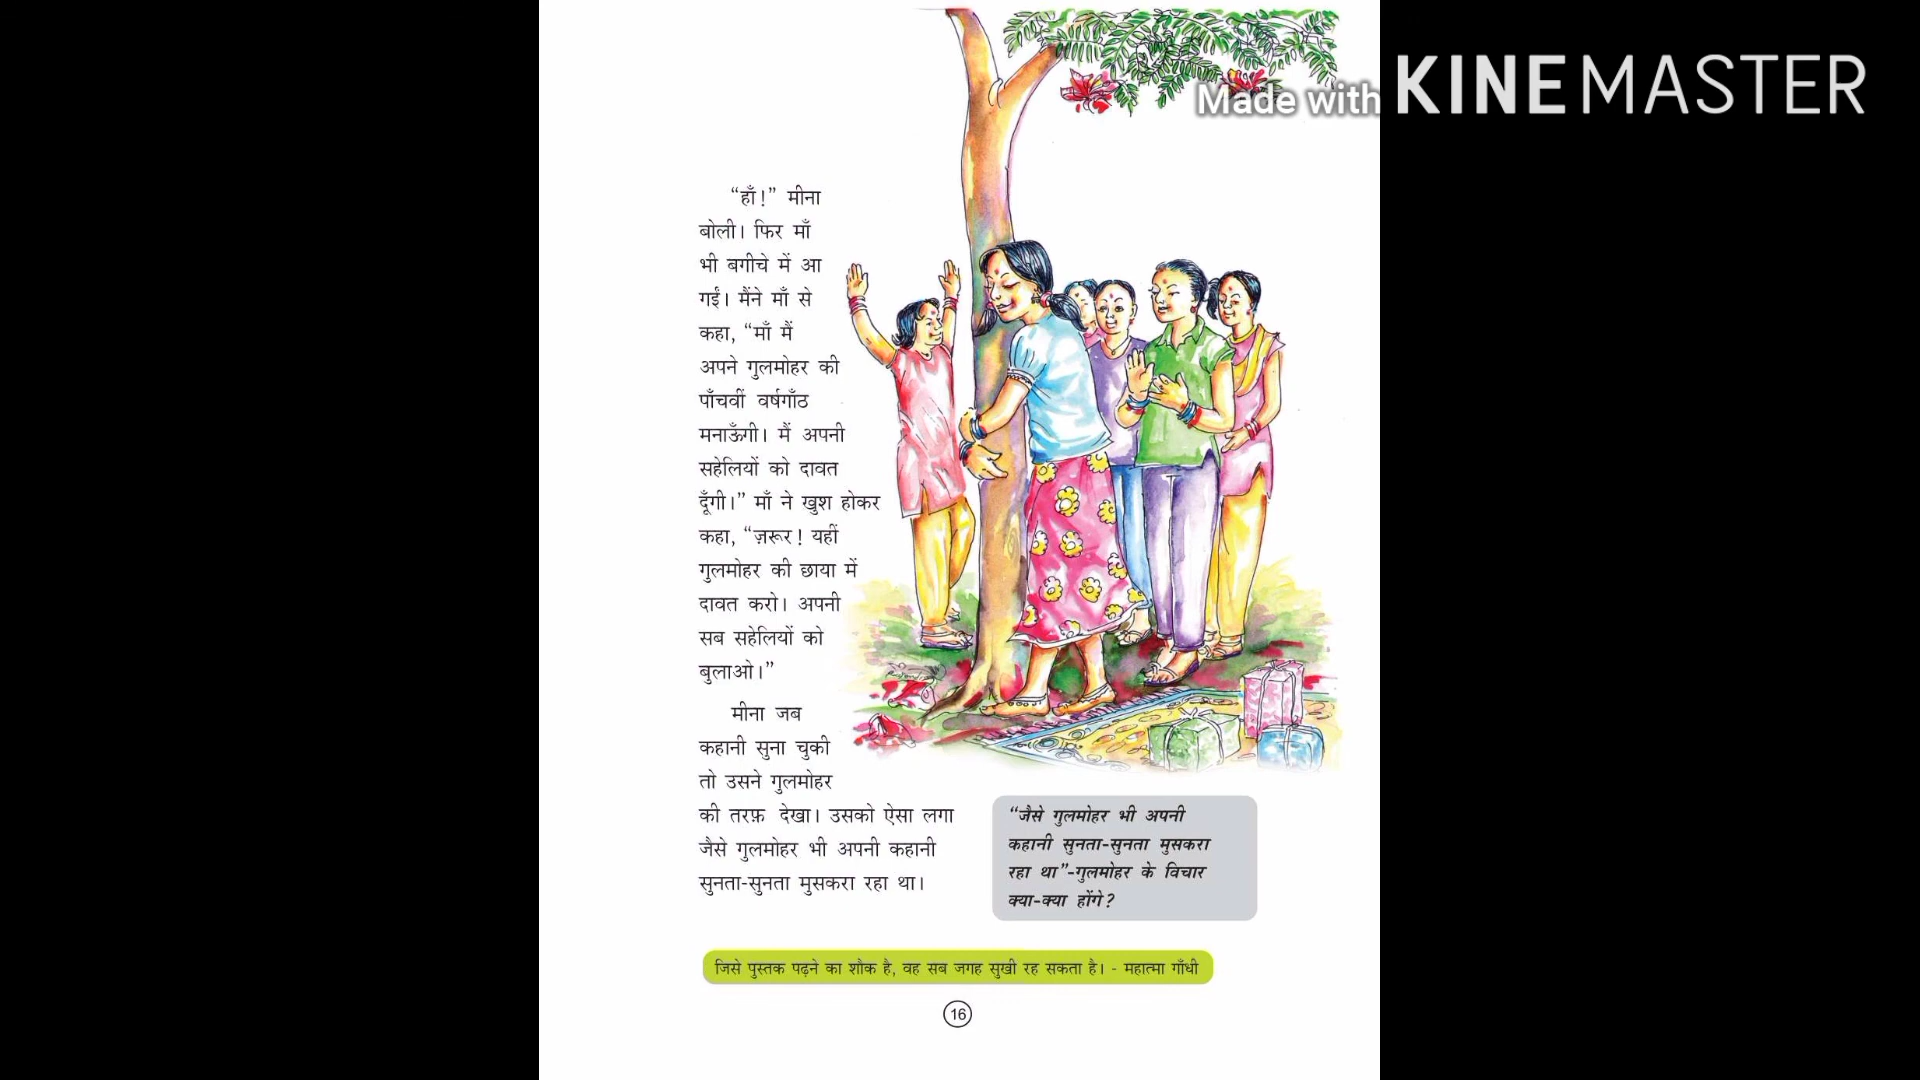 Made with KINEMASTER
“हाँ!” मीना
बोली। फिर माँ
भी बगीचे में आ
गईं। मैंने माँ से
कहा, “माँ मैं
अपने गुलमोहर की
पाँचवीं वर्षगाँठ
मनाऊँगी। मैं अपनी
सहेलियों को दावत
दूँगी।” माँ ने खुश होकर
कहा, “ज़रूर! यहीं
गुलमोहर की छाया में
दावत करो। अपनी
सब सहेलियों को
बुलाओ।”
मीना जब
कहानी सुना चुकी
तो उसने गुलमोहर
की तरफ़ देखा। उसको ऐसा लगा
जैसे गुलमोहर भी अपनी कहानी
सुनता-सुनता मुसकरा रहा था।
“जैसे गुलमोहर भी अपनी
कहानी सुनता-सुनता मुसकरा
रहा था”-गुलमोहर के विचार
क्या-क्या होंगे?
जिसे पुस्तक पढ़ने का शौक है, वह सब जगह सुखी रह सकता है। - महात्मा गाँधी
16